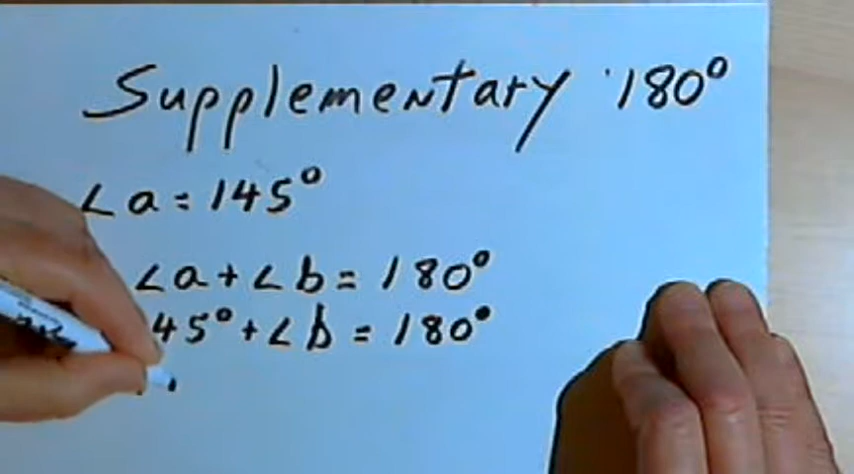 Supplementary 180°
∠a = 145°
∠a + ∠b = 180°
45° + ∠b = 180°